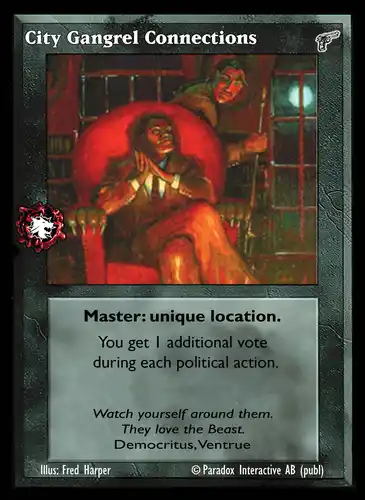 City Gangrel Connections
Master: unique location.
You get 1 additional vote
during each political action.
Watch yourself around them.
They love the Beast.
Democritus, Ventrue
Illus: Fred Harper © Paradox Interactive AB (publ)